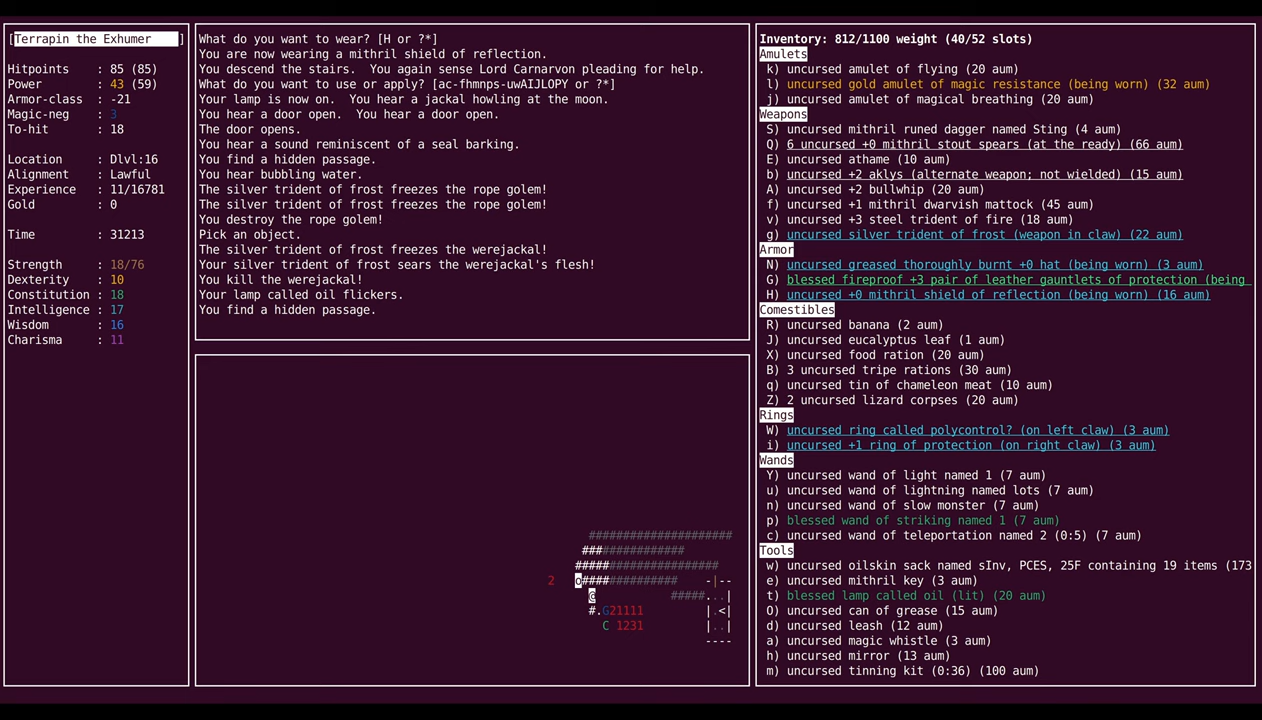 [Terrapin the Exhumer ]
Hitpoints : 85 (85)
Power : 43 (59)
Armor-class : -21
Magic-neg : 3
To-hit : 18
Location : Dlvl:16
Alignment : Lawful
Experience : 11/16781
Gold : 0
Time : 31213
Strength : 18/76
Dexterity : 10
Constitution : 18
Intelligence : 17
Wisdom : 16
Charisma : 11
What do you want to wear? [H or ?*]
You are now wearing a mithril shield of reflection.
You descend the stairs. You again sense Lord Carnarvon pleading for help.
What do you want to use or apply? [ac-fhmnps-uwAIJLOPY or ?*]
Your lamp is now on. You hear a jackal howling at the moon.
You hear a door open. You hear a door open.
The door opens.
You hear a sound reminiscent of a seal barking.
You find a hidden passage.
You hear bubbling water.
The silver trident of frost freezes the rope golem!
The silver trident of frost freezes the rope golem!
You destroy the rope golem!
Pick an object.
The silver trident of frost freezes the werejackal!
Your silver trident of frost sears the werejackal's flesh!
You kill the werejackal!
Your lamp called oil flickers.
You find a hidden passage.
#####################
###############
#####################
2 o############## -|--
@ #####...|
#.G21111 |.<|
C 1231 |..|
----
Inventory: 812/1100 weight (40/52 slots)
Amulets
k) uncursed amulet of flying (20 aum)
l) uncursed gold amulet of magic resistance (being worn) (32 aum)
j) uncursed amulet of magical breathing (20 aum)
Weapons
S) uncursed mithril runed dagger named Sting (4 aum)
Q) 6 uncursed +0 mithril stout spears (at the ready) (66 aum)
E) uncursed athame (10 aum)
b) uncursed +2 aklys (alternate weapon; not wielded) (15 aum)
A) uncursed +2 bullwhip (20 aum)
f) uncursed +1 mithril dwarvish mattock (45 aum)
v) uncursed +3 steel trident of fire (18 aum)
g) uncursed silver trident of frost (weapon in claw) (22 aum)
Armor
N) uncursed greased thoroughly burnt +0 hat (being worn) (3 aum)
G) blessed fireproof +3 pair of leather gauntlets of protection (being
H) uncursed +0 mithril shield of reflection (being worn) (16 aum)
Comestibles
R) uncursed banana (2 aum)
J) uncursed eucalyptus leaf (1 aum)
X) uncursed food ration (20 aum)
B) 3 uncursed tripe rations (30 aum)
q) uncursed tin of chameleon meat (10 aum)
Z) 2 uncursed lizard corpses (20 aum)
Rings
W) uncursed ring called polycontrol? (on left claw) (3 aum)
i) uncursed +1 ring of protection (on right claw) (3 aum)
Wands
Y) uncursed wand of light named 1 (7 aum)
u) uncursed wand of lightning named lots (7 aum)
n) uncursed wand of slow monster (7 aum)
p) blessed wand of striking named 1 (7 aum)
c) uncursed wand of teleportation named 2 (0:5) (7 aum)
Tools
w) uncursed oilskin sack named sInv, PCES, 25F containing 19 items (173
e) uncursed mithril key (3 aum)
t) blessed lamp called oil (lit) (20 aum)
O) uncursed can of grease (15 aum)
d) uncursed leash (12 aum)
a) uncursed magic whistle (3 aum)
h) uncursed mirror (13 aum)
m) uncursed tinning kit (0:36) (100 aum)